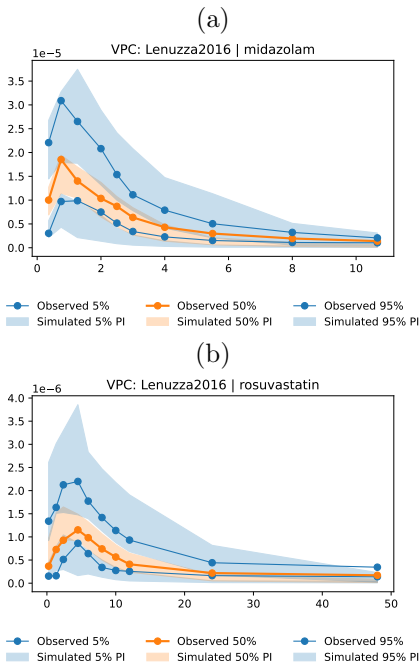 (a)
1e−5
VPC: Lenuzza2016 | midazolam
3.5
3.0
2.5
2.0
1.5
1.0
0.5
0.0
0 2 4 6 8 10
Observed 5% Observed 50% Observed 95%
Simulated 5% PI Simulated 50% PI Simulated 95% PI
(b)
1e−6
VPC: Lenuzza2016 | rosuvastatin
4.0
3.5
3.0
2.5
2.0
1.5
1.0
0.5
0.0
0 10 20 30 40 50
Observed 5% Observed 50% Observed 95%
Simulated 5% PI Simulated 50% PI Simulated 95% PI